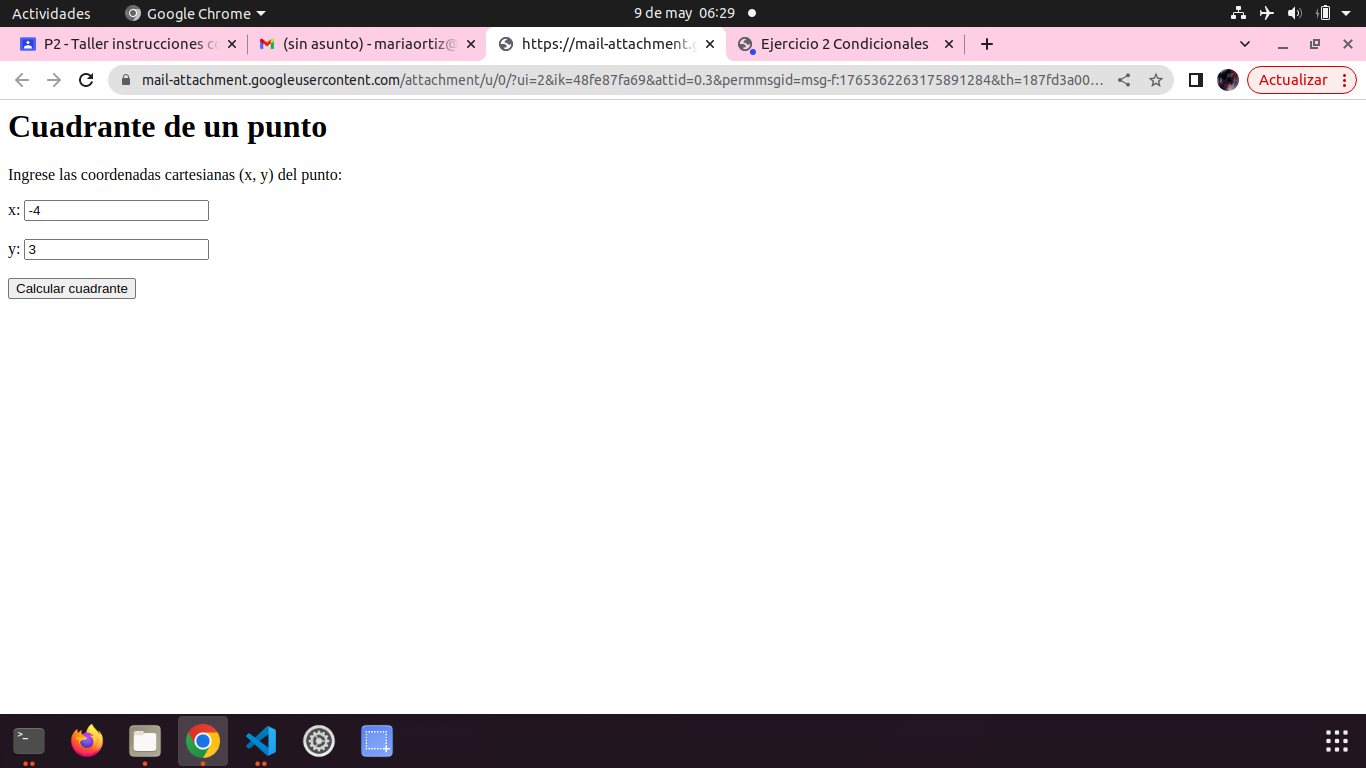 Actividades Google Chrome 9 de may 06:29
P2 - Taller instrucciones co (sin asunto) - mariaortiz@ https://mail-attachment.g Ejercicio 2 Condicionales
mail-attachment.googleusercontent.com/attachment/u/0/?ui=2&ik=48fe87fa69&attid=0.3&permmsgid=msg-f:1765362263175891284&th=187fd3a00... Actualizar
Cuadrante de un punto
Ingrese las coordenadas cartesianas (x, y) del punto:
x: -4
y: 3
Calcular cuadrante